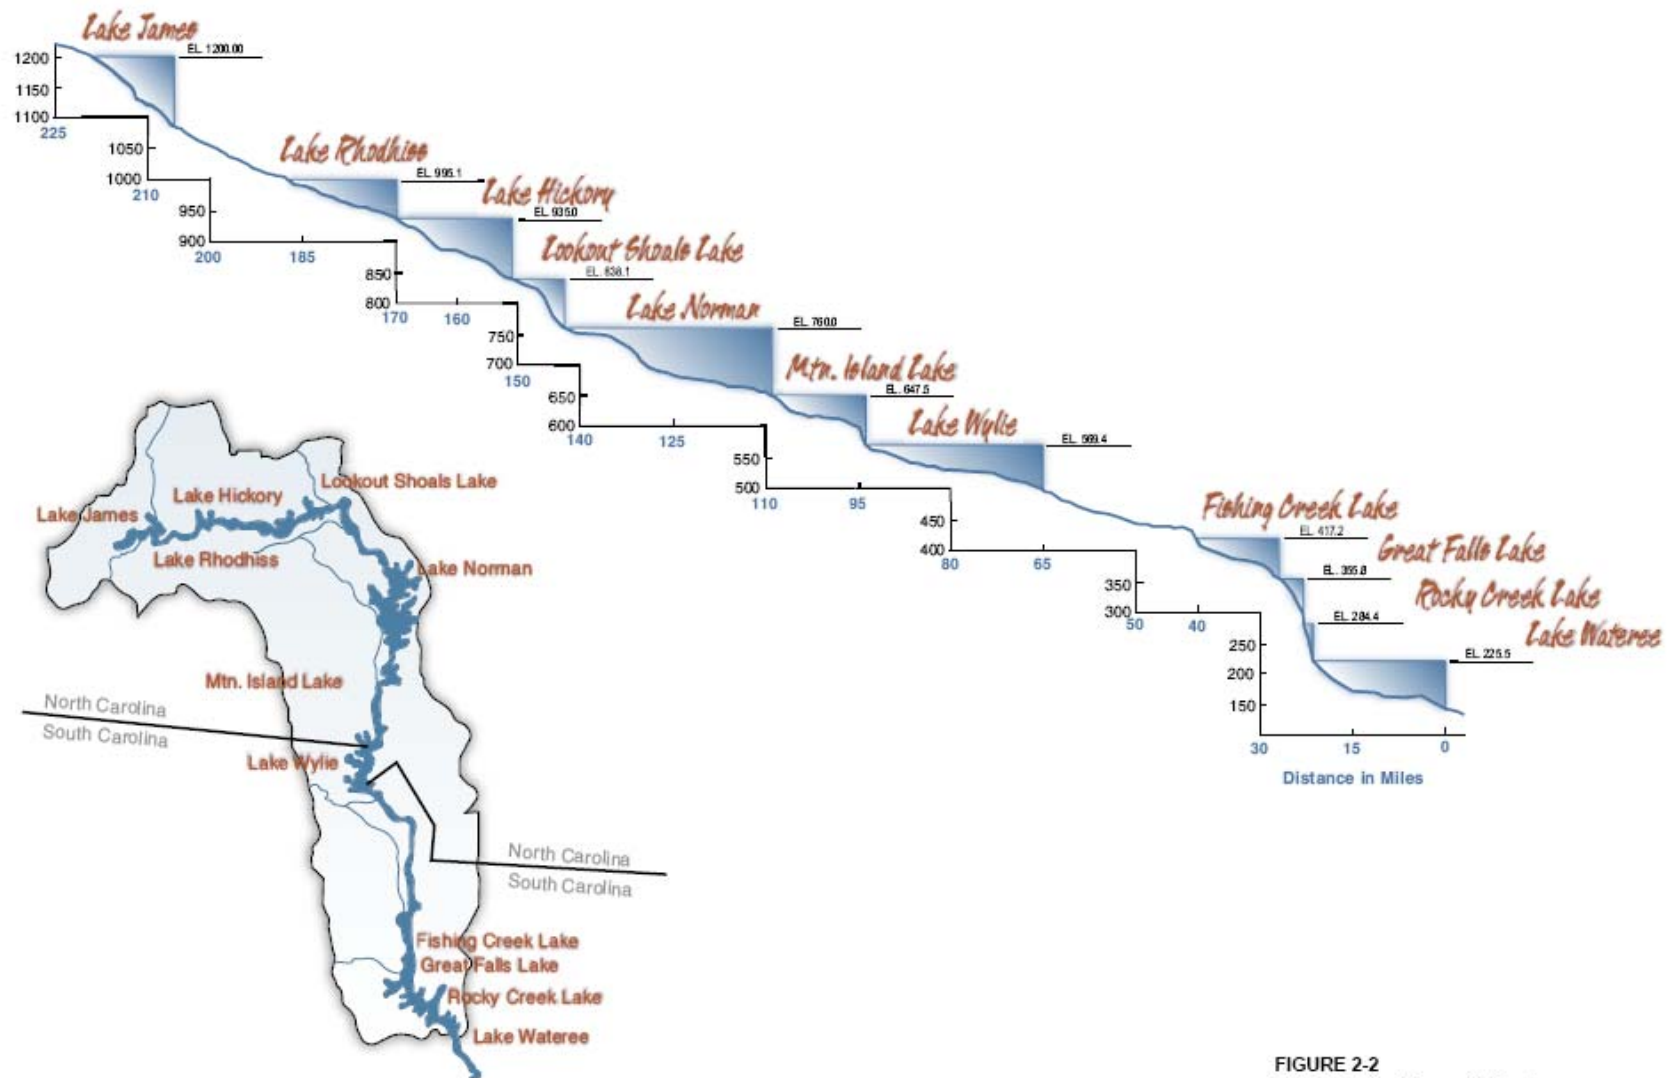 Lake James
EL. 1200.00
1200
1150
1100
225
1050
1000
210
Lake Rhodhiss
EL. 995.1
950
900
200
185
Lake Hickory
EL. 935.0
850
800
170
160
Lookout Shoals Lake
EL. 838.1
750
700
150
Lake Norman
EL. 760.0
650
600
140
125
Mtn. Island Lake
EL. 647.5
550
500
110
95
Lake Wylie
EL. 569.4
450
400
80
65
Fishing Creek Lake
EL. 417.2
350
300
50
40
Great Falls Lake
EL. 355.8
Rocky Creek Lake
EL. 284.4
Lake Wateree
EL. 225.5
250
200
150
30
15
0
Distance in Miles
Lookout Shoals Lake
Lake Hickory
Lake James
Lake Rhodhiss
Lake Norman
Mtn. Island Lake
North Carolina
South Carolina
Lake Wylie
North Carolina
South Carolina
Fishing Creek Lake
Great Falls Lake
Rocky Creek Lake
Lake Wateree
FIGURE 2-2